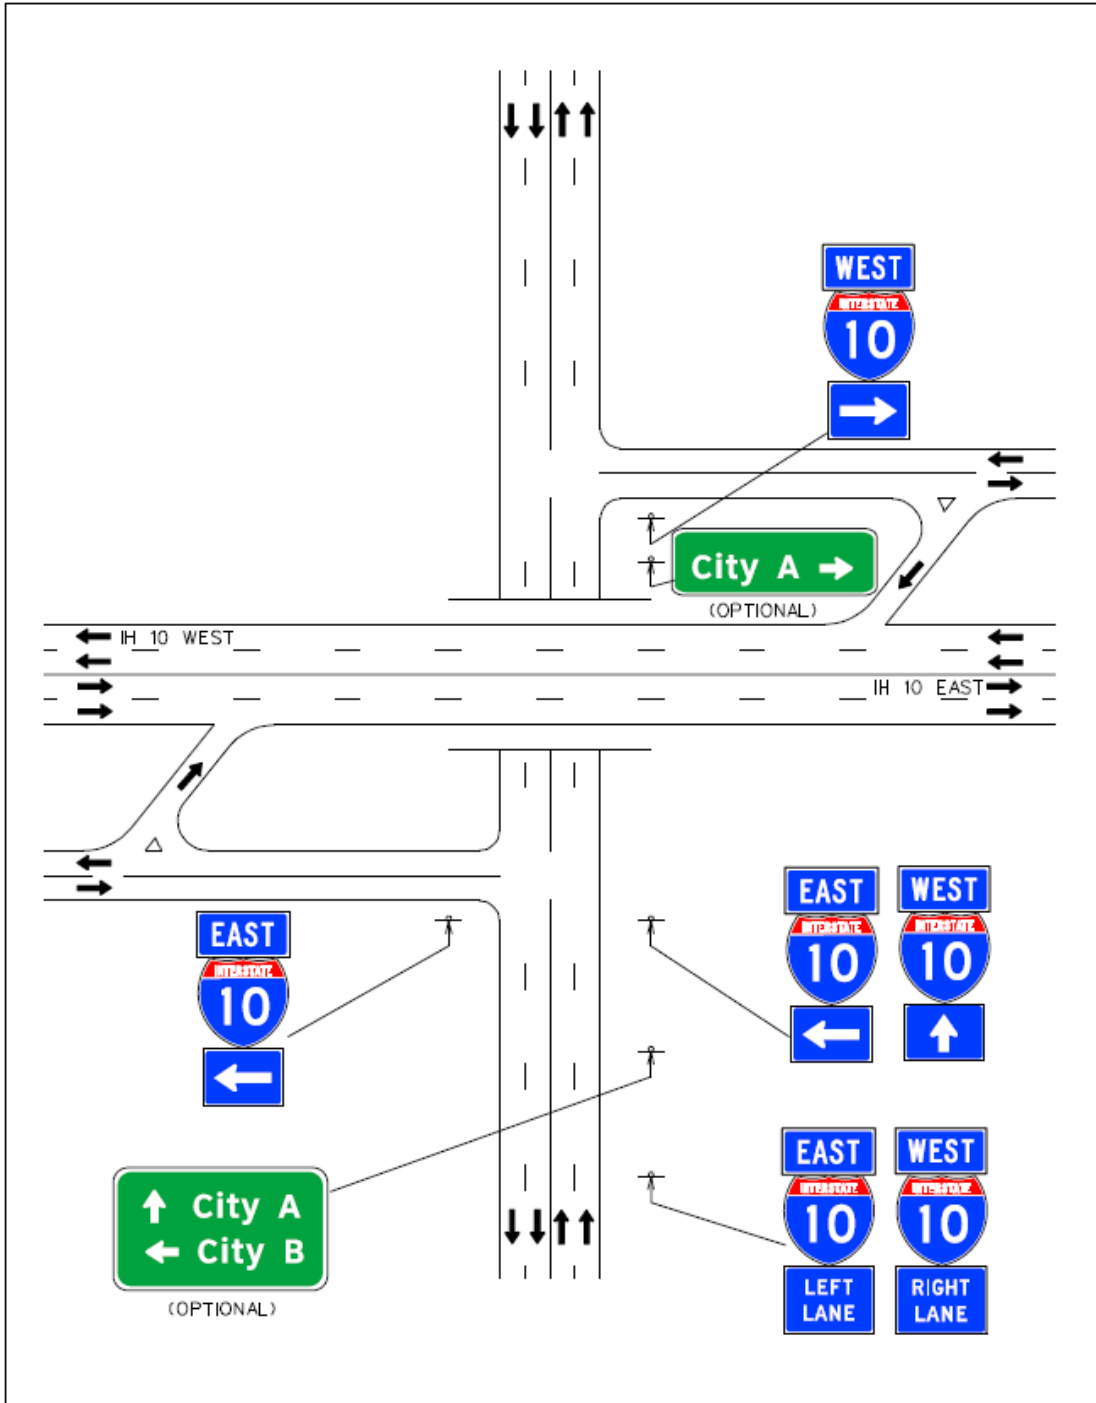 WEST
INTERSTATE
10
City A
(OPTIONAL)
IH 10 WEST
IH 10 EAST
EAST
INTERSTATE
10
EAST
INTERSTATE
10
WEST
INTERSTATE
10
City A
City B
(OPTIONAL)
EAST
INTERSTATE
10
LEFT
LANE
WEST
INTERSTATE
10
RIGHT
LANE